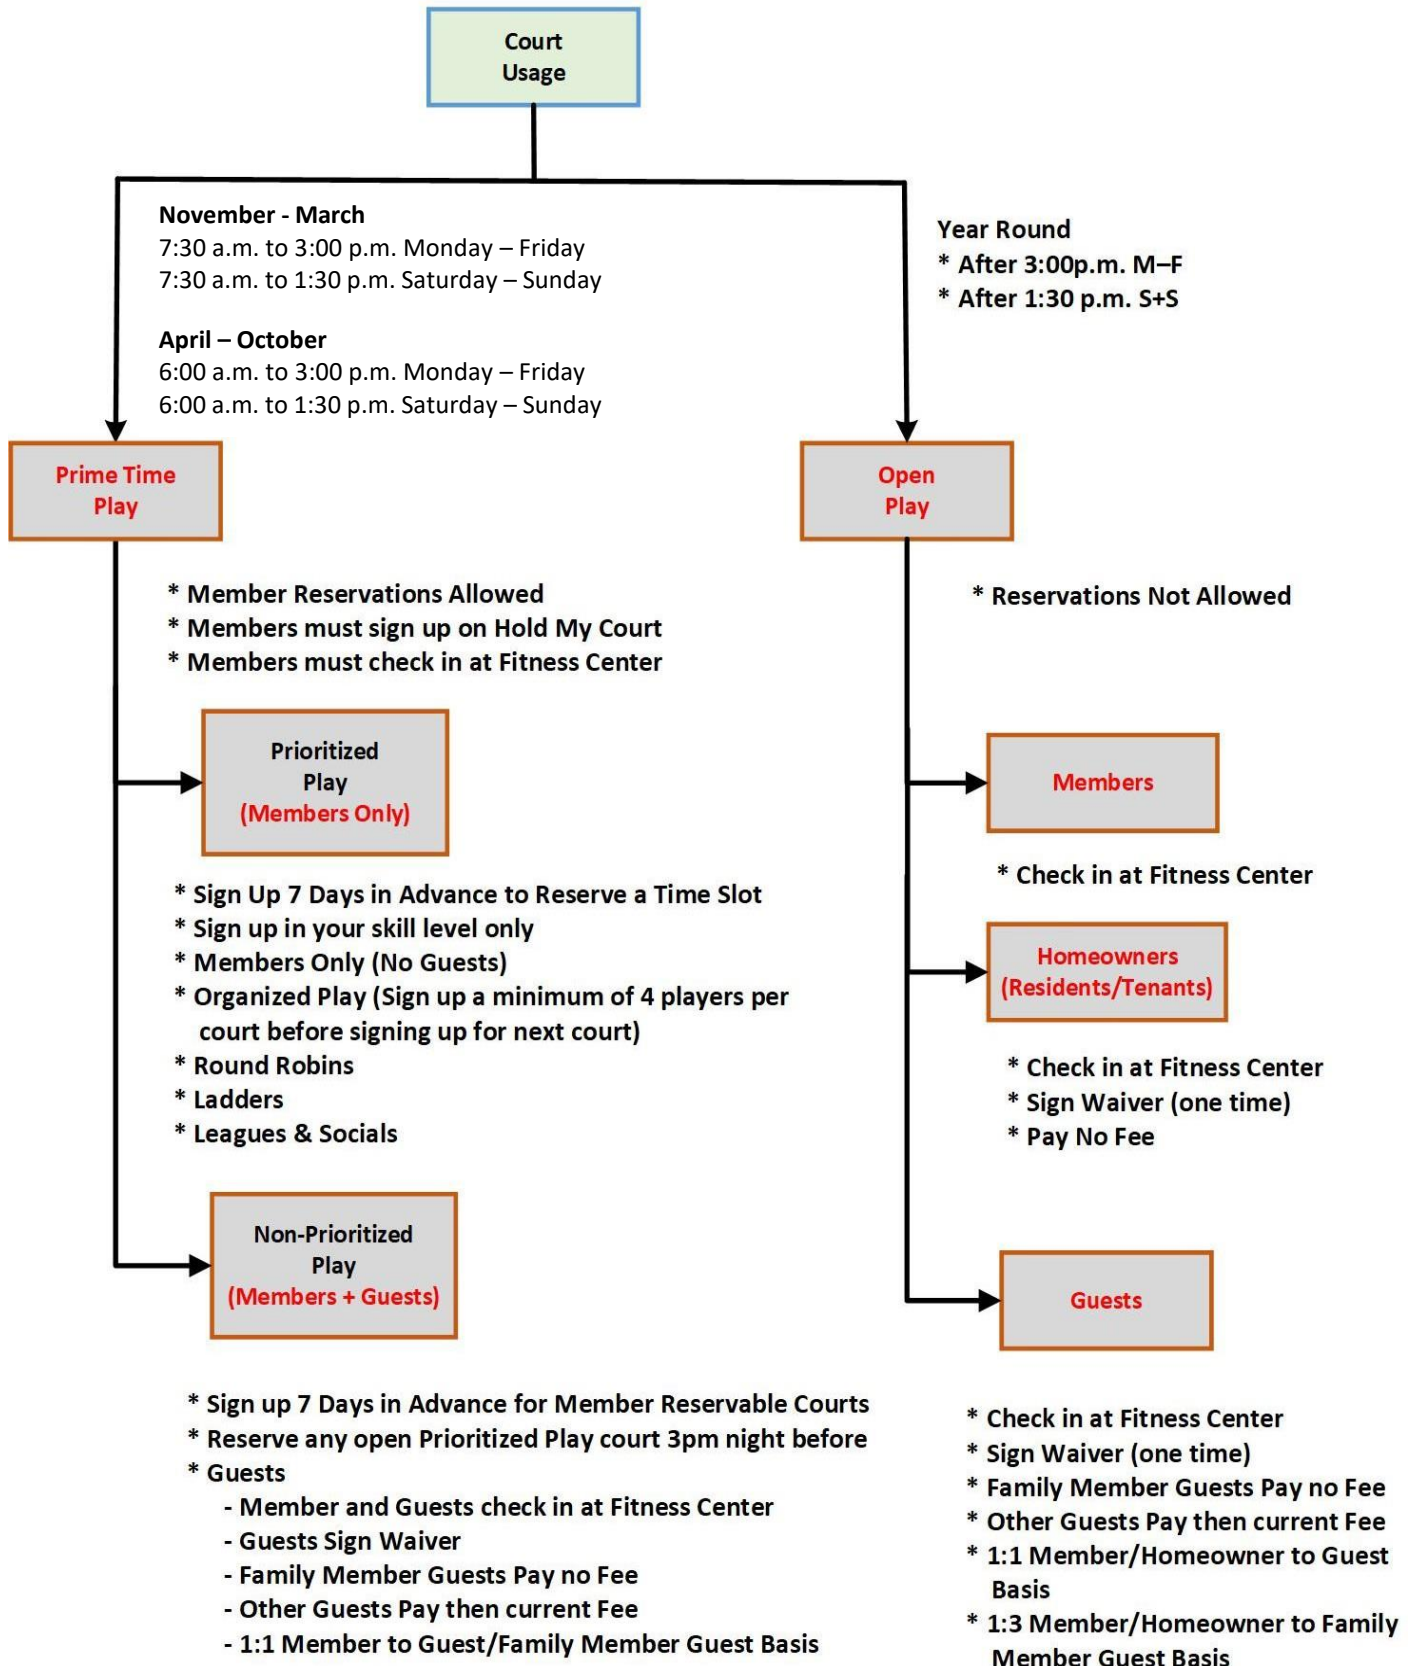 Court
Usage
November - March
7:30 a.m. to 3:00 p.m. Monday – Friday
7:30 a.m. to 1:30 p.m. Saturday – Sunday
April – October
6:00 a.m. to 3:00 p.m. Monday – Friday
6:00 a.m. to 1:30 p.m. Saturday – Sunday
Year Round
* After 3:00p.m. M–F
* After 1:30 p.m. S+S
Prime Time
Play
* Member Reservations Allowed
* Members must sign up on Hold My Court
* Members must check in at Fitness Center
Prioritized
Play
(Members Only)
* Sign Up 7 Days in Advance to Reserve a Time Slot
* Sign up in your skill level only
* Members Only (No Guests)
* Organized Play (Sign up a minimum of 4 players per
court before signing up for next court)
* Round Robins
* Ladders
* Leagues & Socials
Non-Prioritized
Play
(Members + Guests)
* Sign up 7 Days in Advance for Member Reservable Courts
* Reserve any open Prioritized Play court 3pm night before
* Guests
- Member and Guests check in at Fitness Center
- Guests Sign Waiver
- Family Member Guests Pay no Fee
- Other Guests Pay then current Fee
- 1:1 Member to Guest/Family Member Guest Basis
Open
Play
* Reservations Not Allowed
Members
* Check in at Fitness Center
Homeowners
(Residents/Tenants)
* Check in at Fitness Center
* Sign Waiver (one time)
* Pay No Fee
Guests
* Check in at Fitness Center
* Sign Waiver (one time)
* Family Member Guests Pay no Fee
* Other Guests Pay then current Fee
* 1:1 Member/Homeowner to Guest
Basis
* 1:3 Member/Homeowner to Family
Member Guest Basis